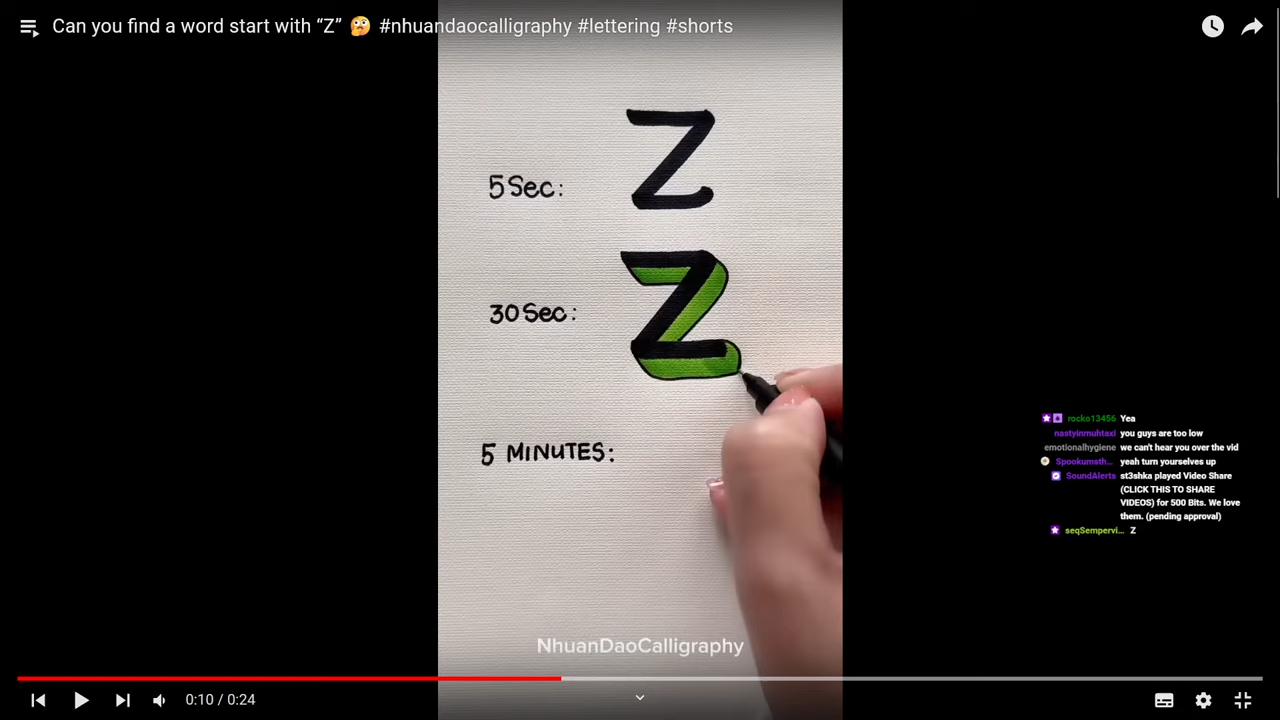 Can you find a word start with “Z” 🤔 #nhuandaocalligraphy #lettering #shorts
Z
5 Sec:
Z
30 Sec:
5 MINUTES:
NhuanDaoCalligraphy
rocko13456 Yea
nastyinmuhtaxi you guys are too low
emotionalhygiene we can't hear you over the vid
Spookumsth... yeah turn yourselves up
SoundAlerts st3shka played Video Share
(CLICK THIS TO SHARE
VIDEOS) for 500 Bits. We love
them. (pending approval)
seqSempervi... Z
0:10 / 0:24